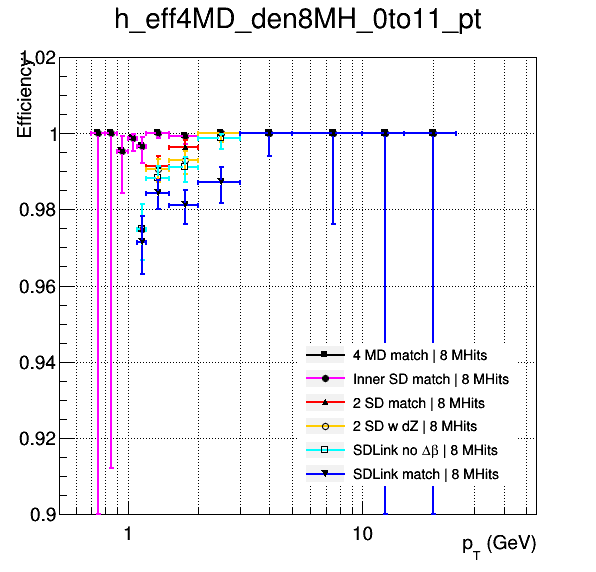 h_eff4MD_den8MH_0to11_pt
Efficiency
1.02
1
0.98
0.96
0.94
0.92
0.9
4 MD match | 8 MHits
Inner SD match | 8 MHits
2 SD match | 8 MHits
2 SD w dZ | 8 MHits
SDLink no Δβ | 8 MHits
SDLink match | 8 MHits
1
10
p_T (GeV)